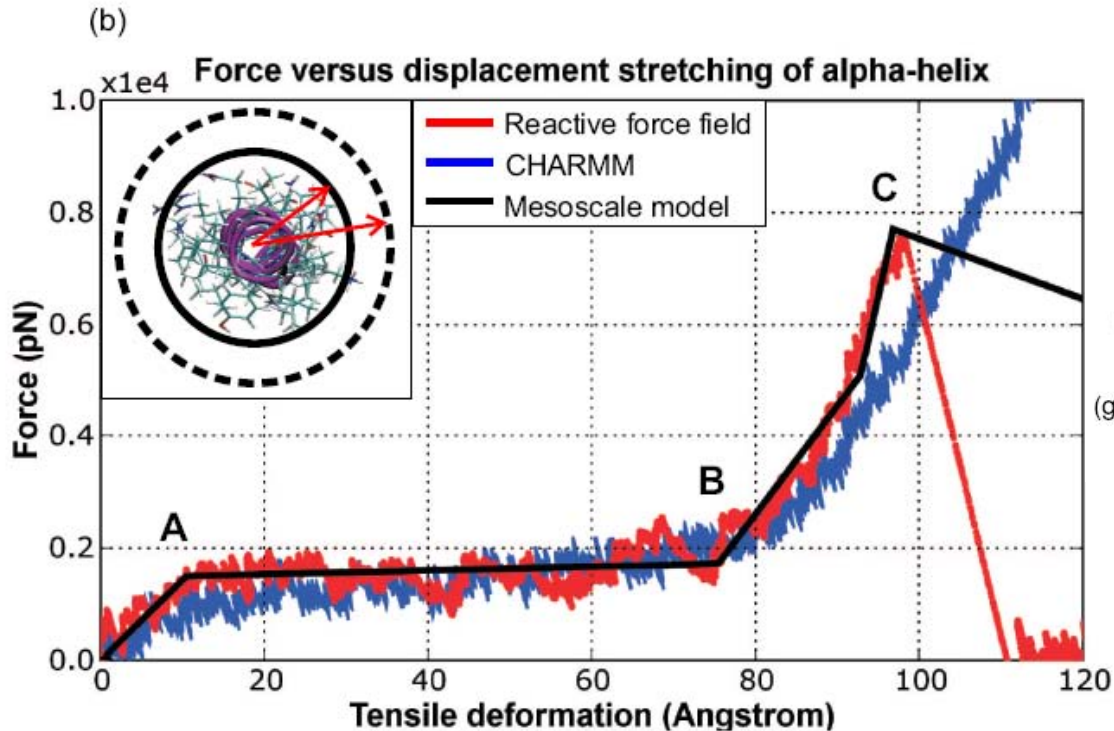 (b)
x1e4
Force versus displacement stretching of alpha-helix
1.0
Reactive force field
CHARMM
Mesoscale model
C
0.8
0.6
Force (pN)
(g
0.4
B
A
0.2
0.0
0 20 40 60 80 100 120
Tensile deformation (Angstrom)